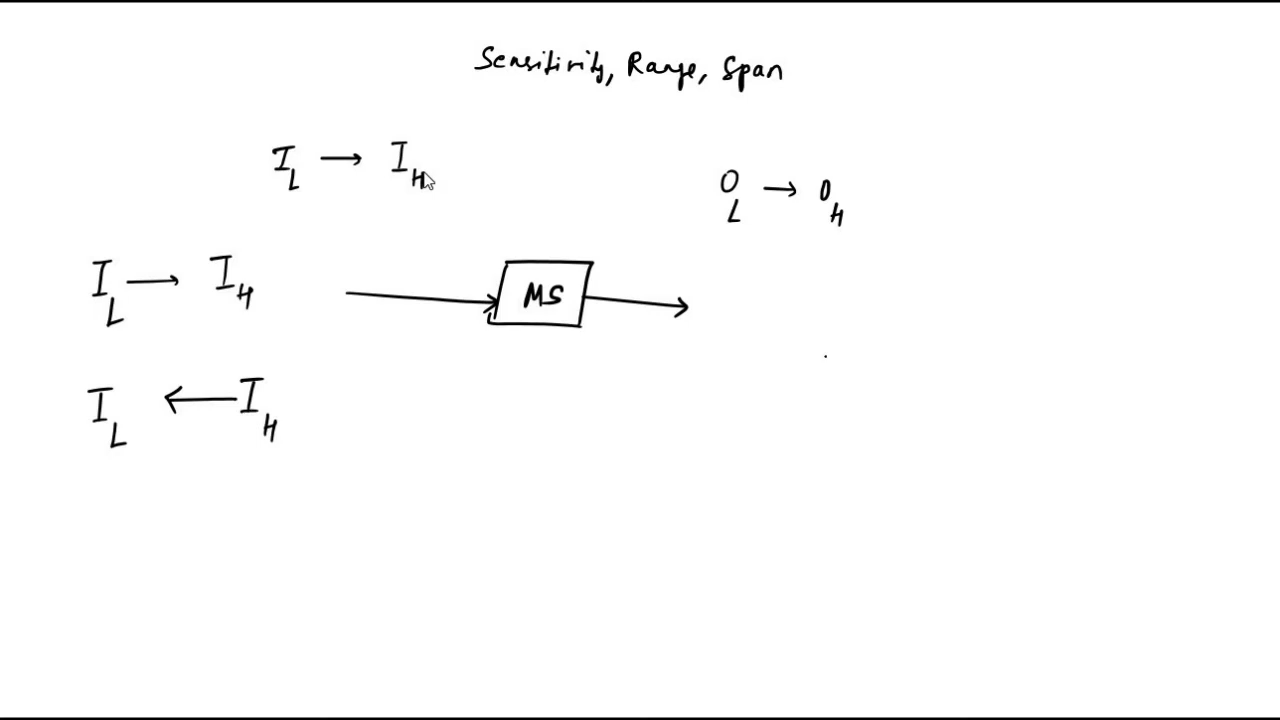 Sensitivity, Range, Span
I_L → I_H
O_L → O_H
I_L → I_H
MS
I_L ← I_H